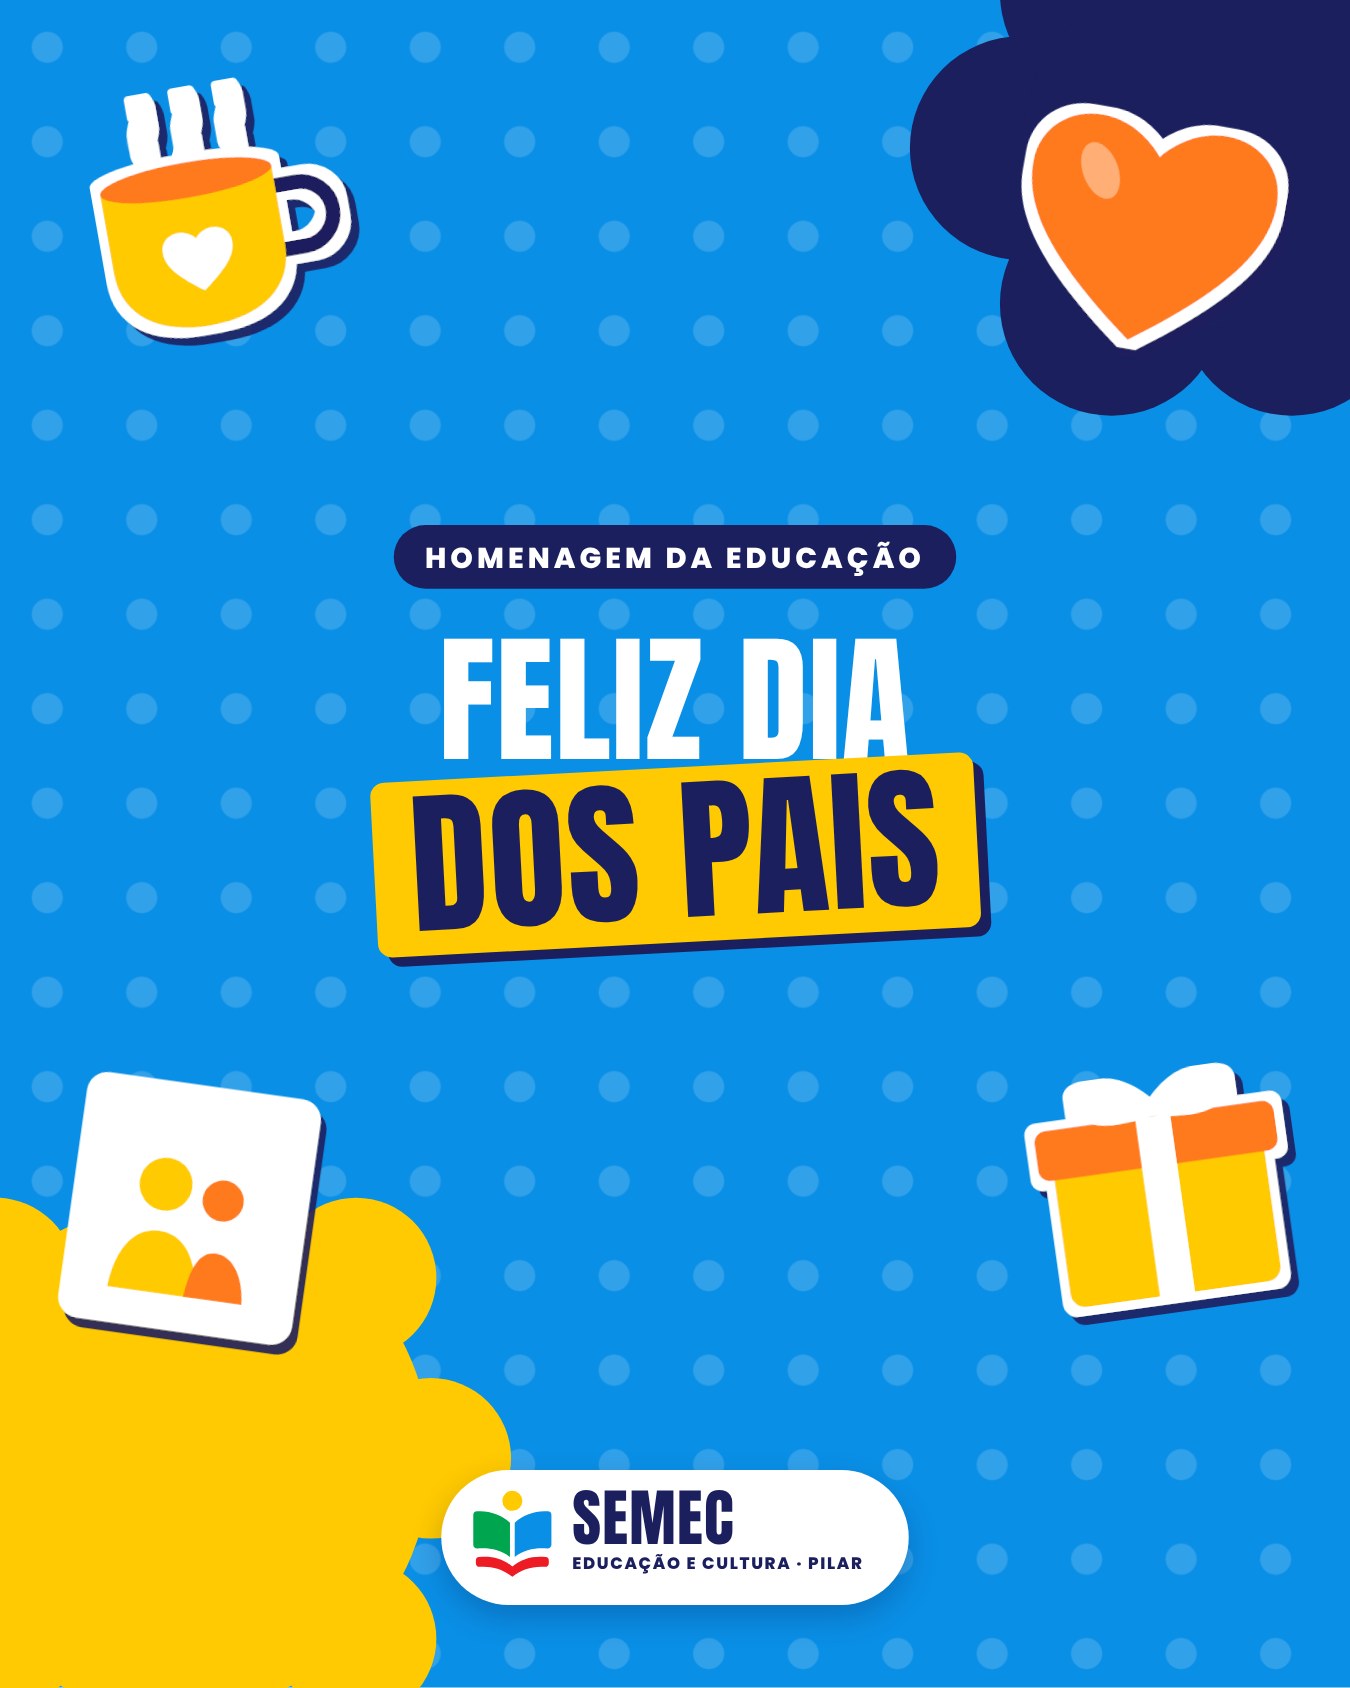 HOMENAGEM DA EDUCAÇÃO
FELIZ DIA
DOS PAIS
SEMEC
EDUCAÇÃO E CULTURA · PILAR